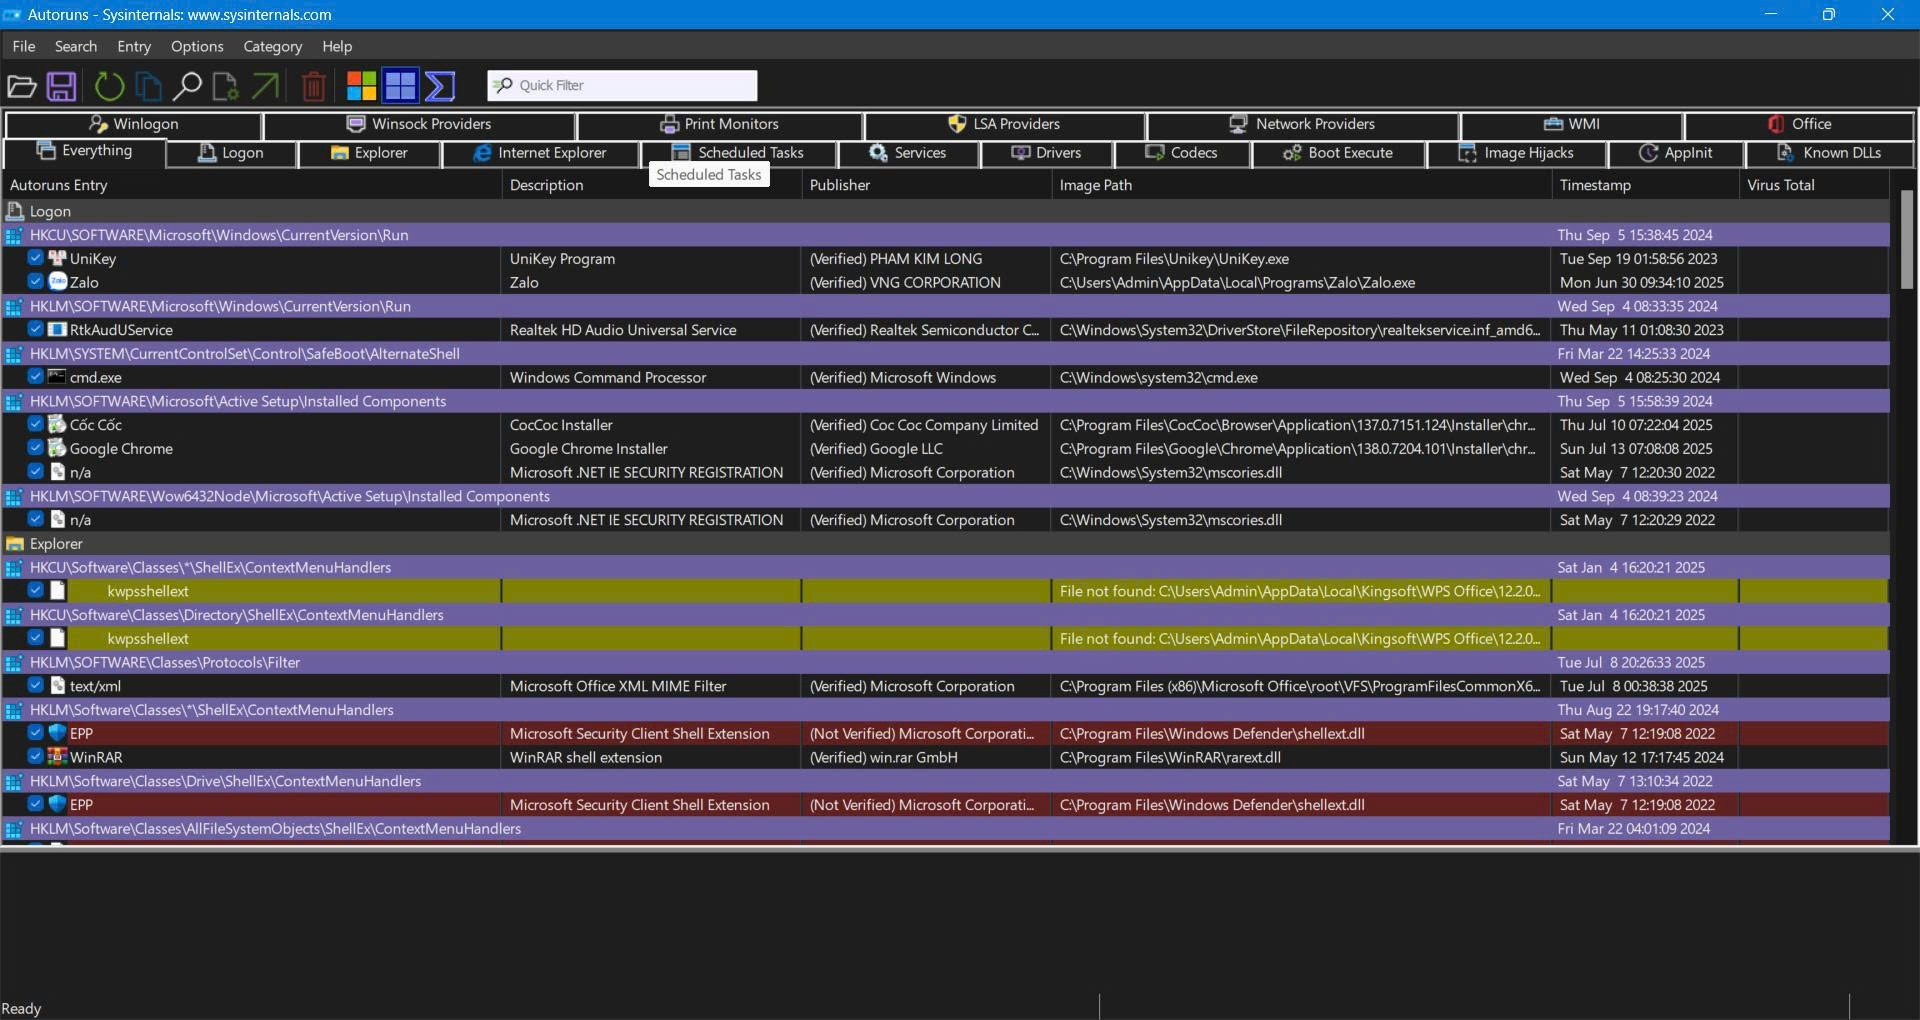 Autoruns - Sysinternals: www.sysinternals.com
File Search Entry Options Category Help
Quick Filter
Winlogon Winsock Providers Print Monitors LSA Providers Network Providers WMI Office
Everything Logon Explorer Internet Explorer Scheduled Tasks Services Drivers Codecs Boot Execute Image Hijacks AppInit Known DLLs
Scheduled Tasks
Autoruns Entry Description Publisher Image Path Timestamp Virus Total
Logon
HKCU\SOFTWARE\Microsoft\Windows\CurrentVersion\Run Thu Sep 5 15:38:45 2024
UniKey UniKey Program (Verified) PHAM KIM LONG C:\Program Files\Unikey\UniKey.exe Tue Sep 19 01:58:56 2023
Zalo Zalo (Verified) VNG CORPORATION C:\Users\Admin\AppData\Local\Programs\Zalo\Zalo.exe Mon Jun 30 09:34:10 2025
HKLM\SOFTWARE\Microsoft\Windows\CurrentVersion\Run Wed Sep 4 08:33:35 2024
RtkAudUService Realtek HD Audio Universal Service (Verified) Realtek Semiconductor C... C:\Windows\System32\DriverStore\FileRepository\realtekservice.inf_amd6... Thu May 11 01:08:30 2023
HKLM\SYSTEM\CurrentControlSet\Control\SafeBoot\AlternateShell Fri Mar 22 14:25:33 2024
cmd.exe Windows Command Processor (Verified) Microsoft Windows C:\Windows\system32\cmd.exe Wed Sep 4 08:25:30 2024
HKLM\SOFTWARE\Microsoft\Active Setup\Installed Components Thu Sep 5 15:58:39 2024
Cốc Cốc CocCoc Installer (Verified) Coc Coc Company Limited C:\Program Files\CocCoc\Browser\Application\137.0.7151.124\Installer\chr... Thu Jul 10 07:22:04 2025
Google Chrome Google Chrome Installer (Verified) Google LLC C:\Program Files\Google\Chrome\Application\138.0.7204.101\Installer\chr... Sun Jul 13 07:08:08 2025
n/a Microsoft .NET IE SECURITY REGISTRATION (Verified) Microsoft Corporation C:\Windows\System32\mscories.dll Sat May 7 12:20:30 2022
HKLM\SOFTWARE\Wow6432Node\Microsoft\Active Setup\Installed Components Wed Sep 4 08:39:23 2024
n/a Microsoft .NET IE SECURITY REGISTRATION (Verified) Microsoft Corporation C:\Windows\System32\mscories.dll Sat May 7 12:20:29 2022
Explorer
HKCU\Software\Classes\*\ShellEx\ContextMenuHandlers Sat Jan 4 16:20:21 2025
kwpsshellext File not found: C:\Users\Admin\AppData\Local\Kingsoft\WPS Office\12.2.0...
HKCU\Software\Classes\Directory\ShellEx\ContextMenuHandlers Sat Jan 4 16:20:21 2025
kwpsshellext File not found: C:\Users\Admin\AppData\Local\Kingsoft\WPS Office\12.2.0...
HKLM\SOFTWARE\Classes\Protocols\Filter Tue Jul 8 20:26:33 2025
text/xml Microsoft Office XML MIME Filter (Verified) Microsoft Corporation C:\Program Files (x86)\Microsoft Office\root\VFS\ProgramFilesCommonX6... Tue Jul 8 00:38:38 2025
HKLM\Software\Classes\*\ShellEx\ContextMenuHandlers Thu Aug 22 19:17:40 2024
EPP Microsoft Security Client Shell Extension (Not Verified) Microsoft Corporati... C:\Program Files\Windows Defender\shellext.dll Sat May 7 12:19:08 2022
WinRAR WinRAR shell extension (Verified) win.rar GmbH C:\Program Files\WinRAR\rarext.dll Sun May 12 17:17:45 2024
HKLM\Software\Classes\Drive\ShellEx\ContextMenuHandlers Sat May 7 13:10:34 2022
EPP Microsoft Security Client Shell Extension (Not Verified) Microsoft Corporati... C:\Program Files\Windows Defender\shellext.dll Sat May 7 12:19:08 2022
HKLM\Software\Classes\AllFileSystemObjects\ShellEx\ContextMenuHandlers Fri Mar 22 04:01:09 2024
Ready